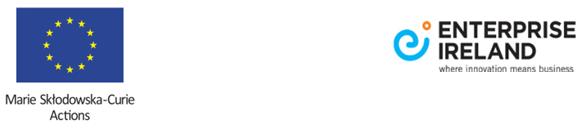 Marie Skłodowska-Curie
Actions
ENTERPRISE
IRELAND
where innovation means business